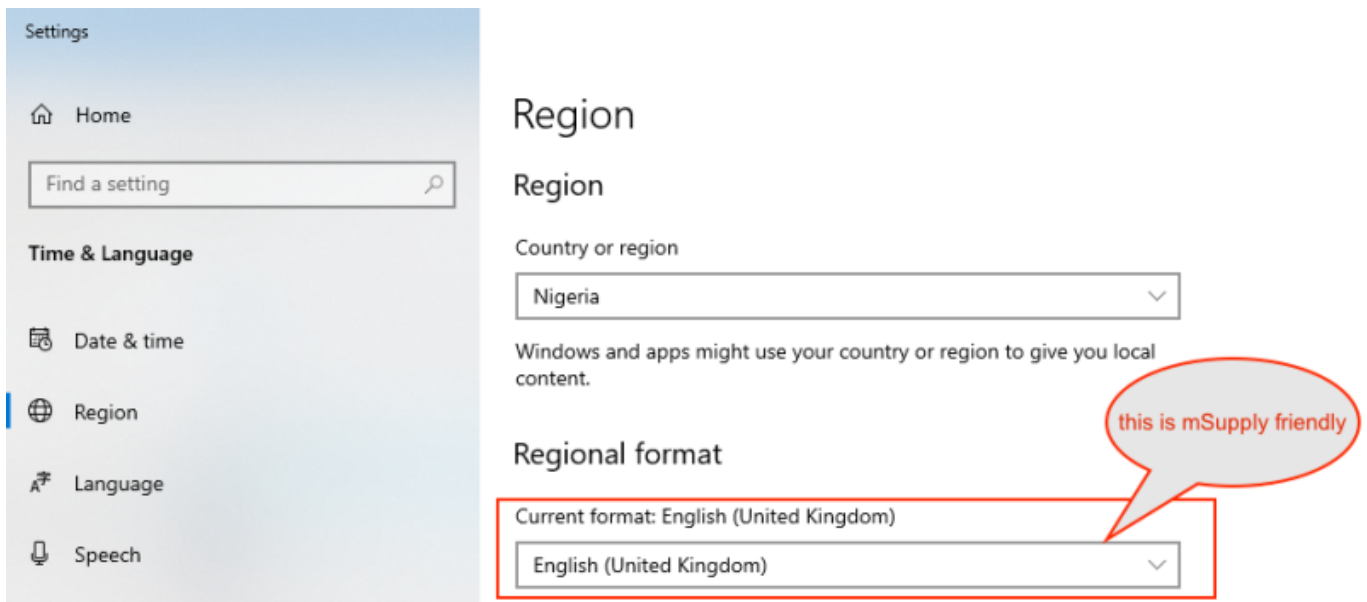 Settings
Home
Find a setting
Time & Language
Date & time
Region
Language
Speech
Region
Region
Country or region
Nigeria
Windows and apps might use your country or region to give you local
content.
Regional format
this is mSupply friendly
Current format: English (United Kingdom)
English (United Kingdom)